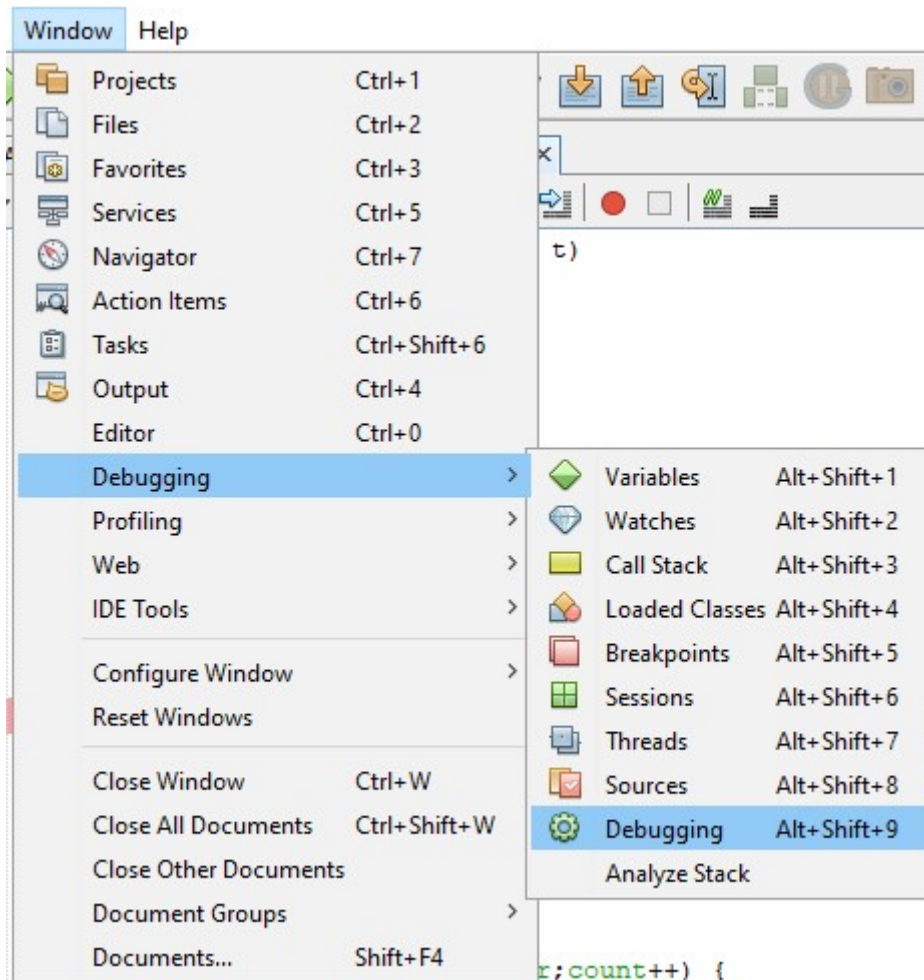 Window Help
Projects Ctrl+1
Files Ctrl+2
Favorites Ctrl+3
Services Ctrl+5
Navigator Ctrl+7
t)
Action Items Ctrl+6
Tasks Ctrl+Shift+6
Output Ctrl+4
Editor Ctrl+0
Debugging
Profiling
Web
IDE Tools
Configure Window
Reset Windows
Close Window Ctrl+W
Close All Documents Ctrl+Shift+W
Close Other Documents
Document Groups
Documents... Shift+F4
Variables Alt+Shift+1
Watches Alt+Shift+2
Call Stack Alt+Shift+3
Loaded Classes Alt+Shift+4
Breakpoints Alt+Shift+5
Sessions Alt+Shift+6
Threads Alt+Shift+7
Sources Alt+Shift+8
Debugging Alt+Shift+9
Analyze Stack
r;count++) {